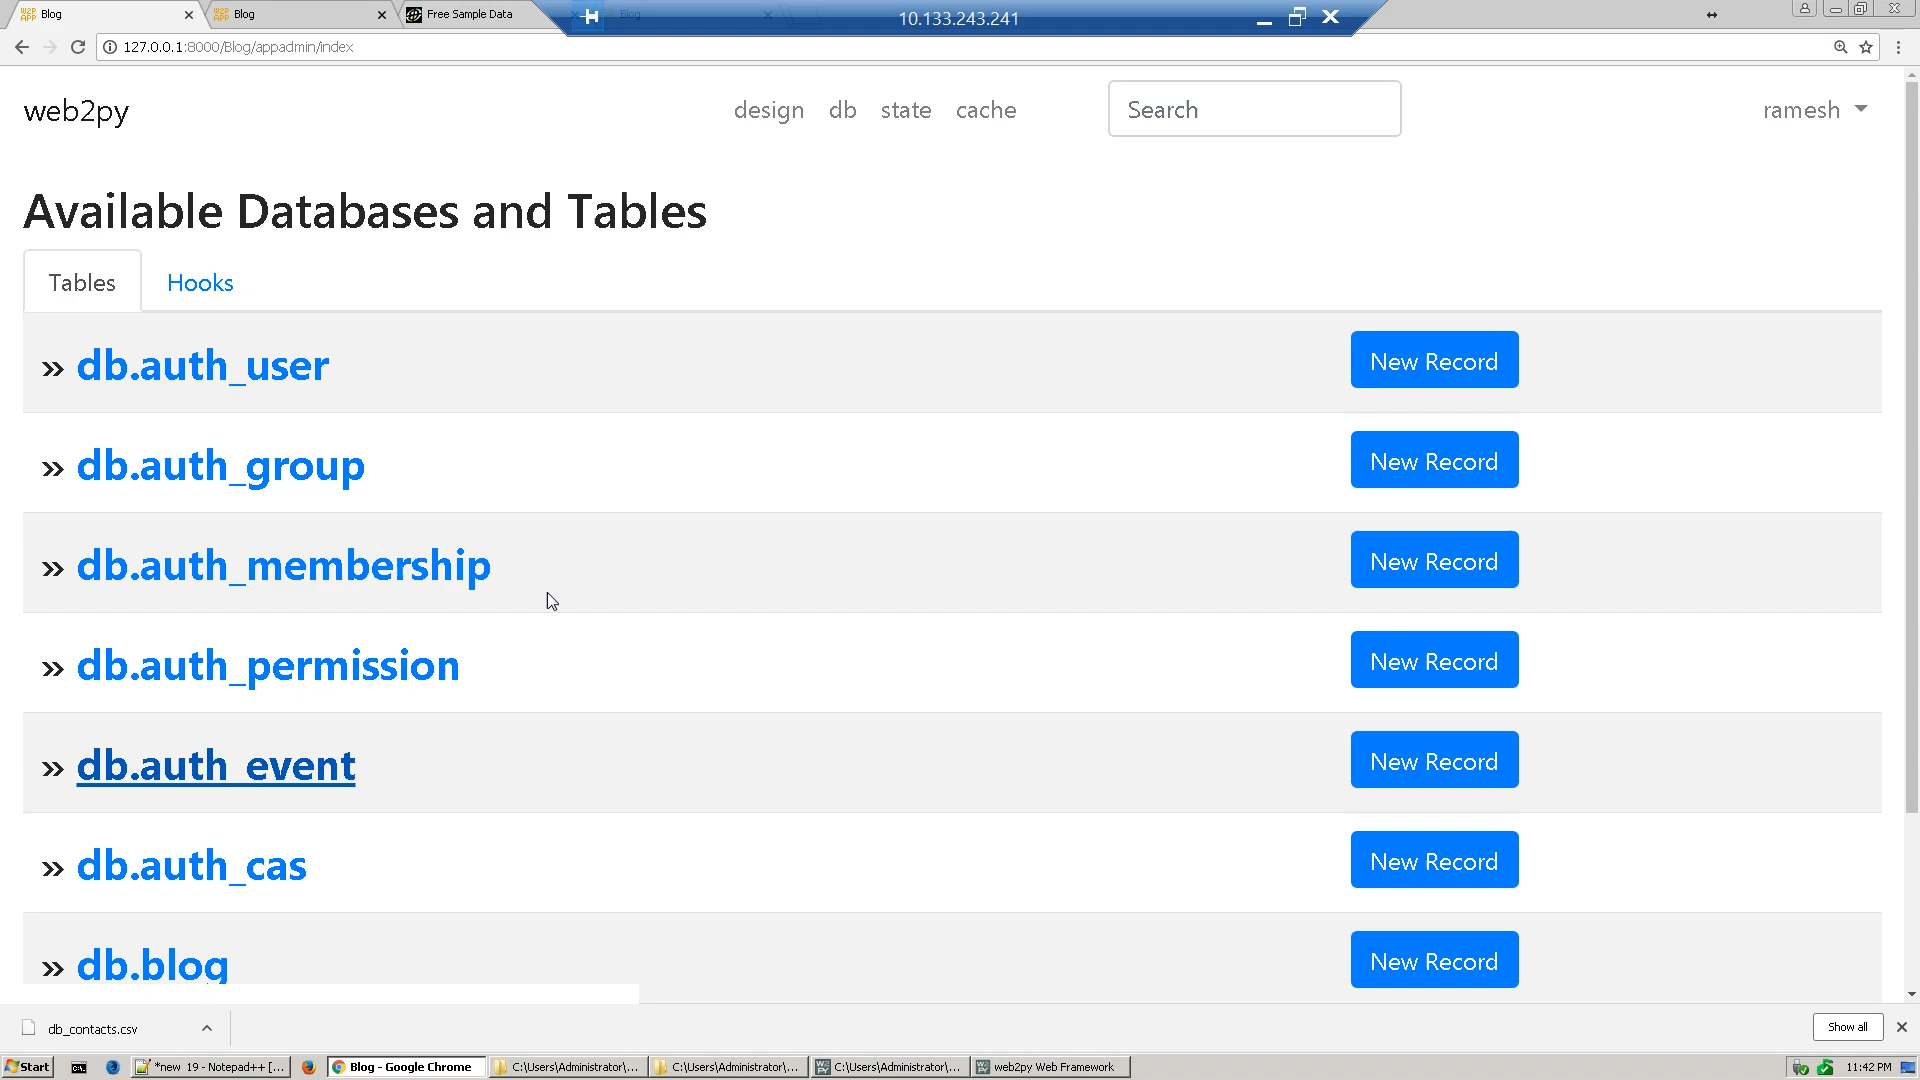 Blog
Blog
Free Sample Data
Blog
10.133.243.241
127.0.0.1:8000/Blog/appadmin/index
web2py
design
db
state
cache
Search
ramesh
Available Databases and Tables
Tables
Hooks
» db.auth_user
New Record
» db.auth_group
New Record
» db.auth_membership
New Record
» db.auth_permission
New Record
» db.auth_event
New Record
» db.auth_cas
New Record
» db.blog
New Record
db_contacts.csv
Show all
Start
*new 19 - Notepad++ [...
Blog - Google Chrome
C:\Users\Administrator\...
C:\Users\Administrator\...
C:\Users\Administrator\...
web2py Web Framework
11:42 PM